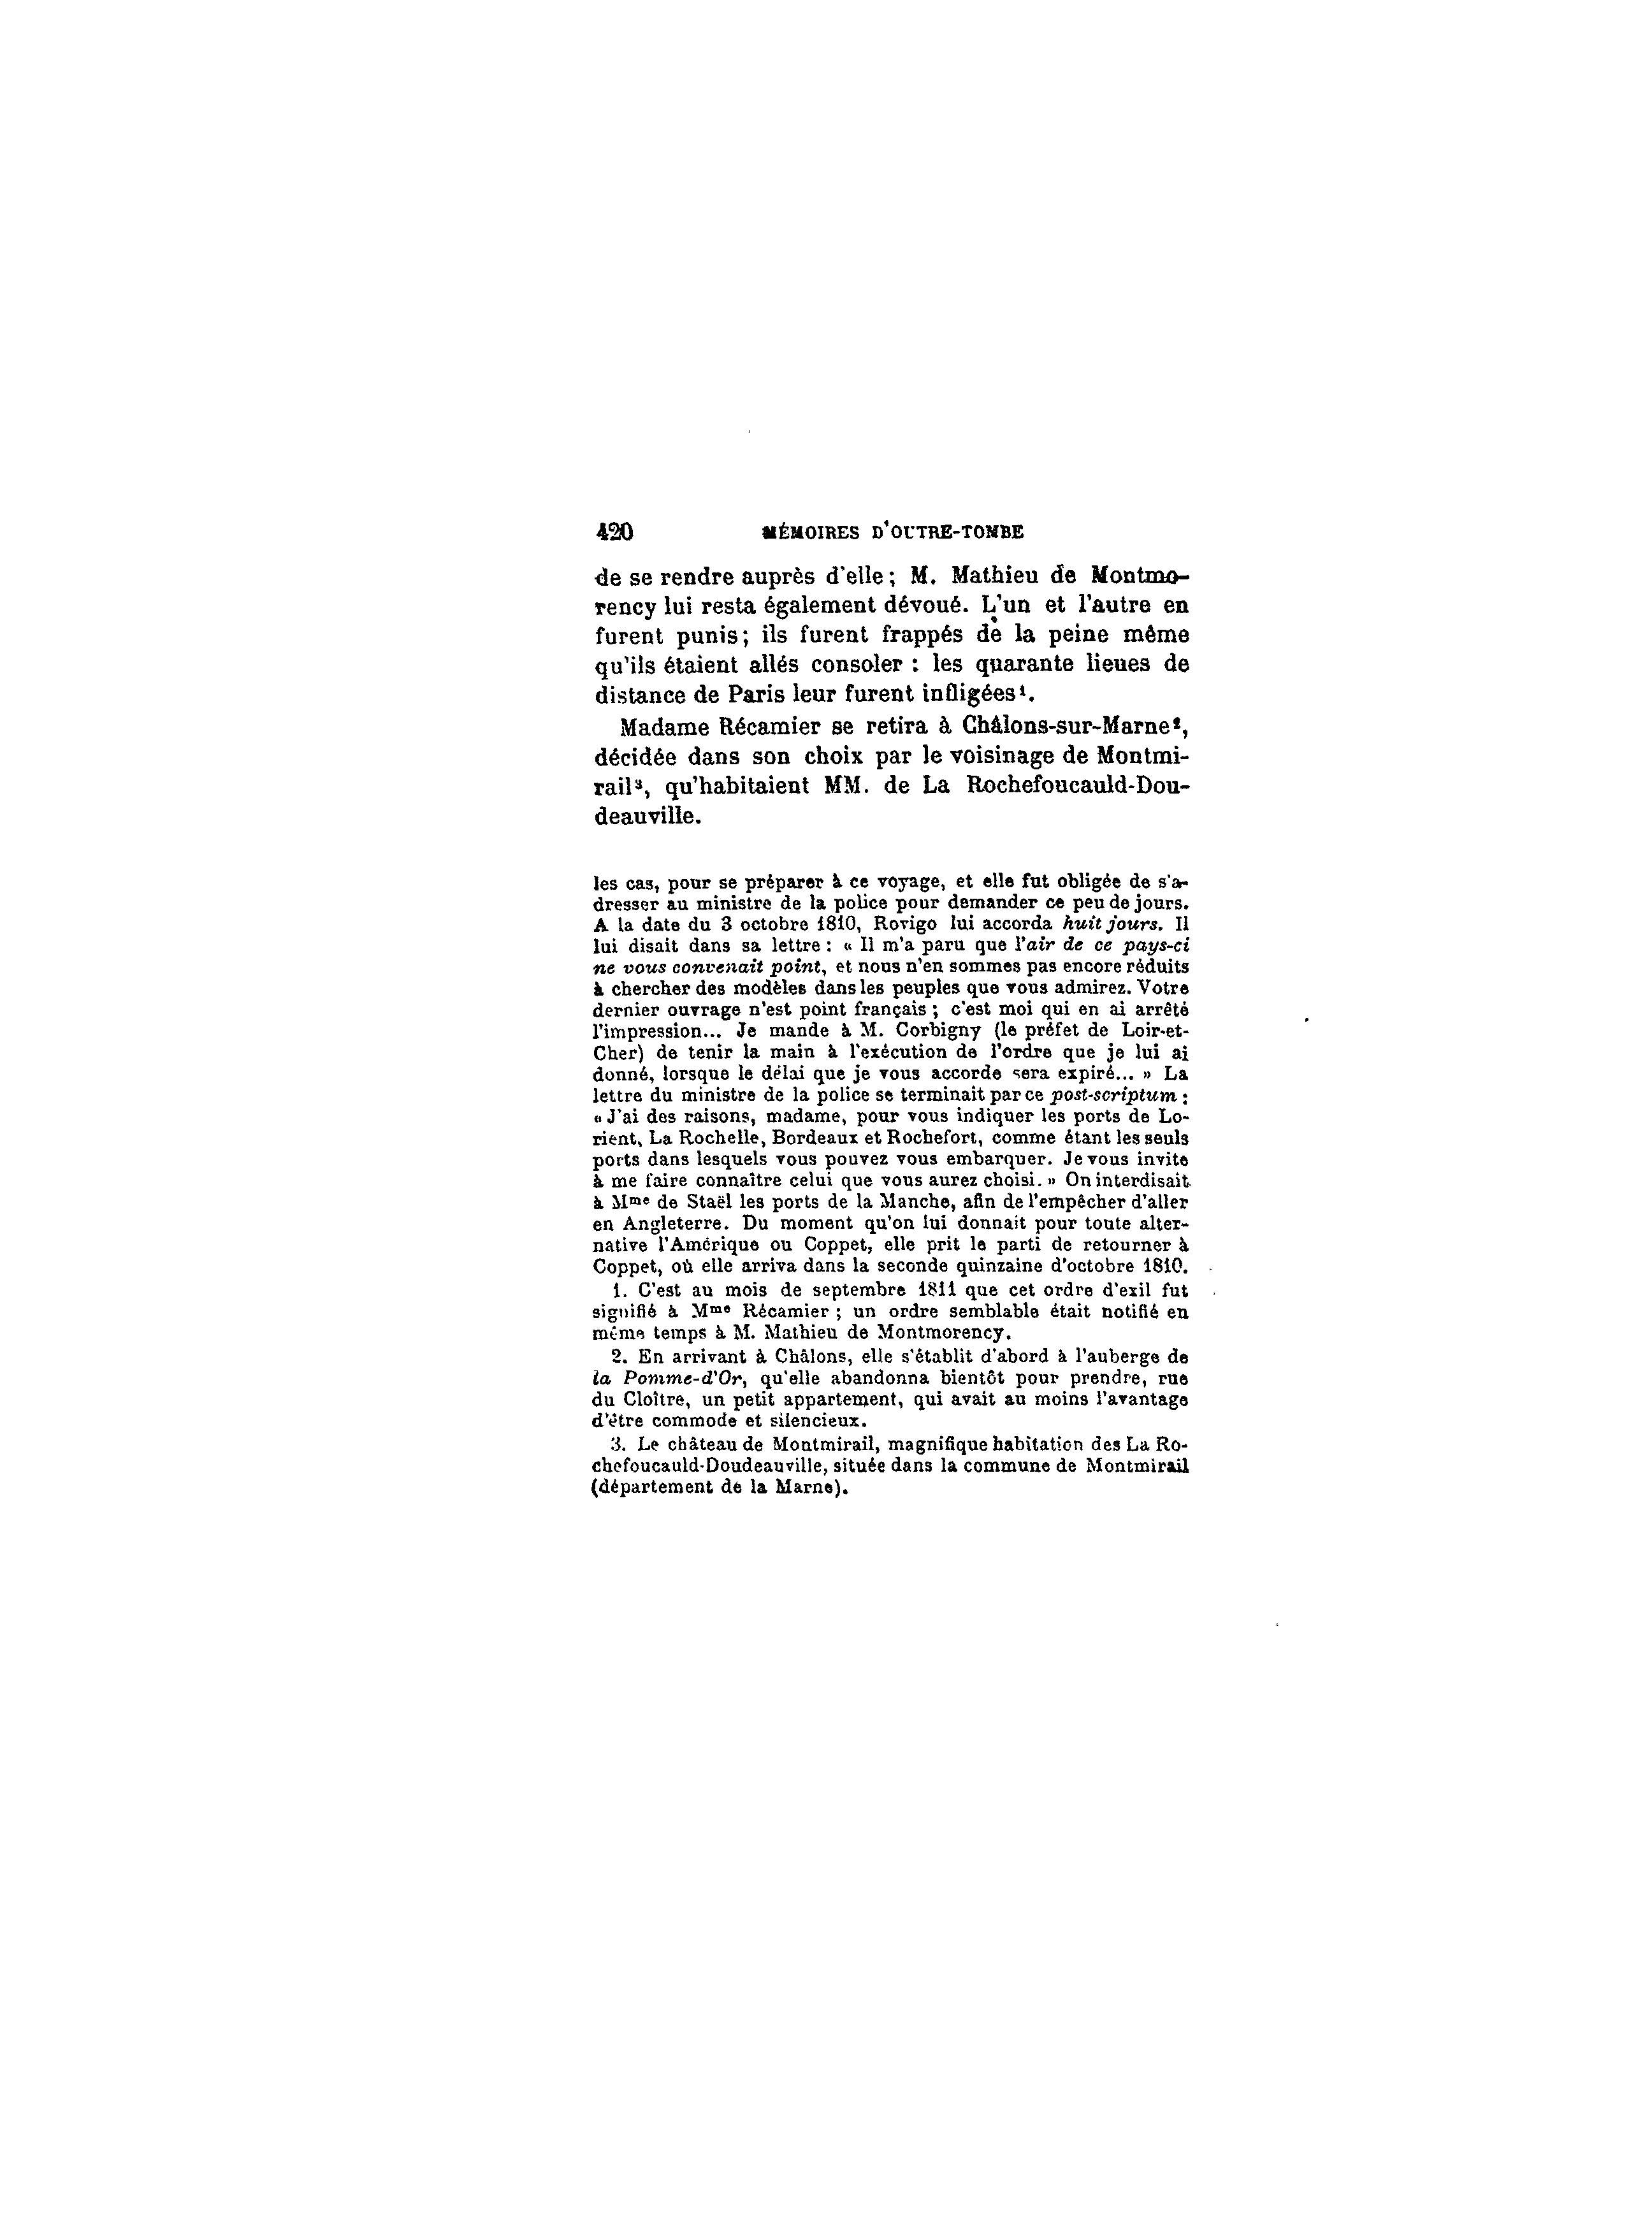 420 MÉMOIRES D'OUTRE-TOMBE
de se rendre auprès d'elle; M. Mathieu de Montmo-
rency lui resta également dévoué. L'un et l'autre en
furent punis; ils furent frappés de la peine même
qu'ils étaient allés consoler : les quarante lieues de
distance de Paris leur furent infligées¹.
Madame Récamier se retira à Châlons-sur-Marne²,
décidée dans son choix par le voisinage de Montmi-
rail³, qu'habitaient MM. de La Rochefoucauld-Dou-
deauville.
les cas, pour se préparer à ce voyage, et elle fut obligée de s'a-
dresser au ministre de la police pour demander ce peu de jours.
A la date du 3 octobre 1810, Rovigo lui accorda huit jours. Il
lui disait dans sa lettre : « Il m'a paru que l'air de ce pays-ci
ne vous convenait point, et nous n'en sommes pas encore réduits
à chercher des modèles dans les peuples que vous admirez. Votre
dernier ouvrage n'est point français ; c'est moi qui en ai arrêté
l'impression... Je mande à M. Corbigny (le préfet de Loir-et-
Cher) de tenir la main à l'exécution de l'ordre que je lui ai
donné, lorsque le délai que je vous accorde sera expiré... » La
lettre du ministre de la police se terminait par ce post-scriptum :
« J'ai des raisons, madame, pour vous indiquer les ports de Lo-
rient, La Rochelle, Bordeaux et Rochefort, comme étant les seuls
ports dans lesquels vous pouvez vous embarquer. Je vous invite
à me faire connaître celui que vous aurez choisi. » On interdisait
à Mme de Staël les ports de la Manche, afin de l'empêcher d'aller
en Angleterre. Du moment qu'on lui donnait pour toute alter-
native l'Amérique ou Coppet, elle prit le parti de retourner à
Coppet, où elle arriva dans la seconde quinzaine d'octobre 1810.
1. C'est au mois de septembre 1811 que cet ordre d'exil fut
signifié à Mme Récamier ; un ordre semblable était notifié en
même temps à M. Mathieu de Montmorency.
2. En arrivant à Châlons, elle s'établit d'abord à l'auberge de
la Pomme-d'Or, qu'elle abandonna bientôt pour prendre, rue
du Cloître, un petit appartement, qui avait au moins l'avantage
d'être commode et silencieux.
3. Le château de Montmirail, magnifique habitation des La Ro-
chefoucauld-Doudeauville, située dans la commune de Montmirail
(département de la Marne).